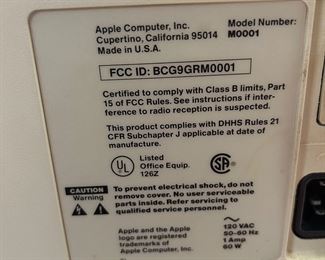 Apple Computer, Inc.
Cupertino, California 95014
Made in U.S.A.
Model Number:
M0001
FCC ID: BCG9GRM0001
Certified to comply with Class B limits, Part
15 of FCC Rules. See instructions if inter-
ference to radio reception is suspected.
This product complies with DHHS Rules 21
CFR Subchapter J applicable at date of
manufacture.
UL
Listed
Office Equip.
126Z
SA
CAUTION
Warning
To prevent electrical shock, do not
remove cover. No user serviceable
parts inside. Refer servicing to
qualified service personnel.
Apple and the Apple
logo are registered
trademarks of
Apple Computer, Inc.
120 VAC
50-60 Hz
1 Amp
60 W